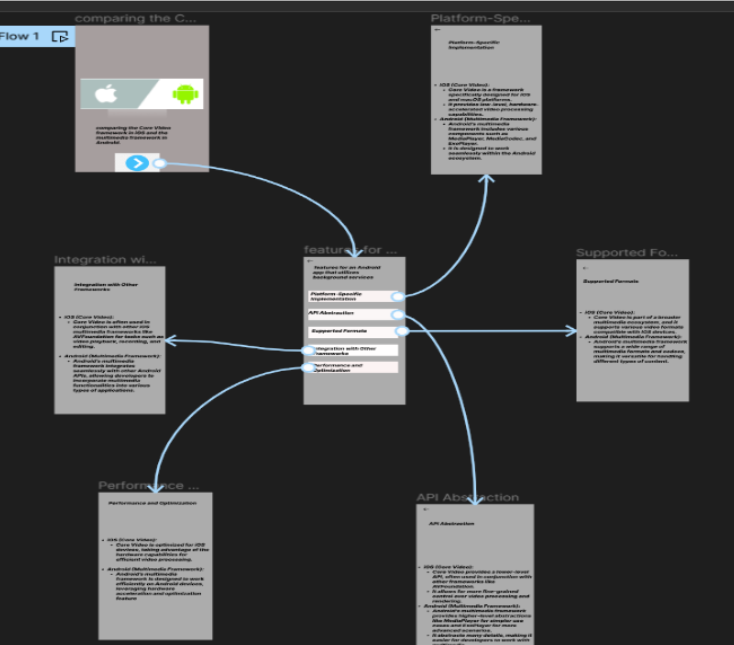 comparing the C...
Flow 1
comparing the Core Video
framework in iOS and the
multimedia framework in
Android.
Platform-Spe...
Platform-Specific
Implementation
iOS (Core Video):
Core Video is a framework
specifically designed for iOS
and macOS platforms.
It provides low-level, hardware-
accelerated video processing
capabilities.
Android (Multimedia Framework):
Android's multimedia
framework includes various
components such as
MediaPlayer, MediaCodec, and
ExoPlayer.
It is designed to work
seamlessly within the Android
ecosystem.
features for ...
features for an Android
app that utilizes
background services
Platform-Specific
Implementation
API Abstraction
Supported Formats
Integration with Other
Frameworks
Performance and
Optimization
Integration wi...
Integration with Other
Frameworks
iOS (Core Video):
Core Video is often used in
conjunction with other iOS
frameworks like
AVFoundation for tasks such as
video playback, recording, and
editing.
Android (Multimedia Framework):
Android's multimedia
framework integrates
seamlessly with other Android
APIs, allowing developers to
incorporate multimedia
functionalities into various
types of applications.
Supported Fo...
Supported Formats
iOS (Core Video):
Core Video is part of a broader
multimedia ecosystem, and it
supports various video formats
compatible with iOS devices.
Android (Multimedia Framework):
Android's multimedia framework
supports a wide range of
multimedia formats and codecs,
making it versatile for handling
different types of content.
Performance ...
Performance and Optimization
iOS (Core Video):
Core Video is optimized for iOS
devices, taking advantage of the
hardware capabilities for
efficient video processing.
Android (Multimedia Framework):
Android's multimedia
framework is designed to work
efficiently on Android devices,
leveraging hardware
acceleration and optimization
feature
API Abstraction
API Abstraction
iOS (Core Video):
Core Video provides a lower-level
API, often used in conjunction with
other frameworks like
AVFoundation.
It allows for more fine-grained
control over video processing and
rendering.
Android (Multimedia Framework):
Android's multimedia framework
provides higher-level abstractions
like MediaPlayer for simpler use
cases and ExoPlayer for more
advanced scenarios.
It abstracts many details, making it
easier for developers to work with